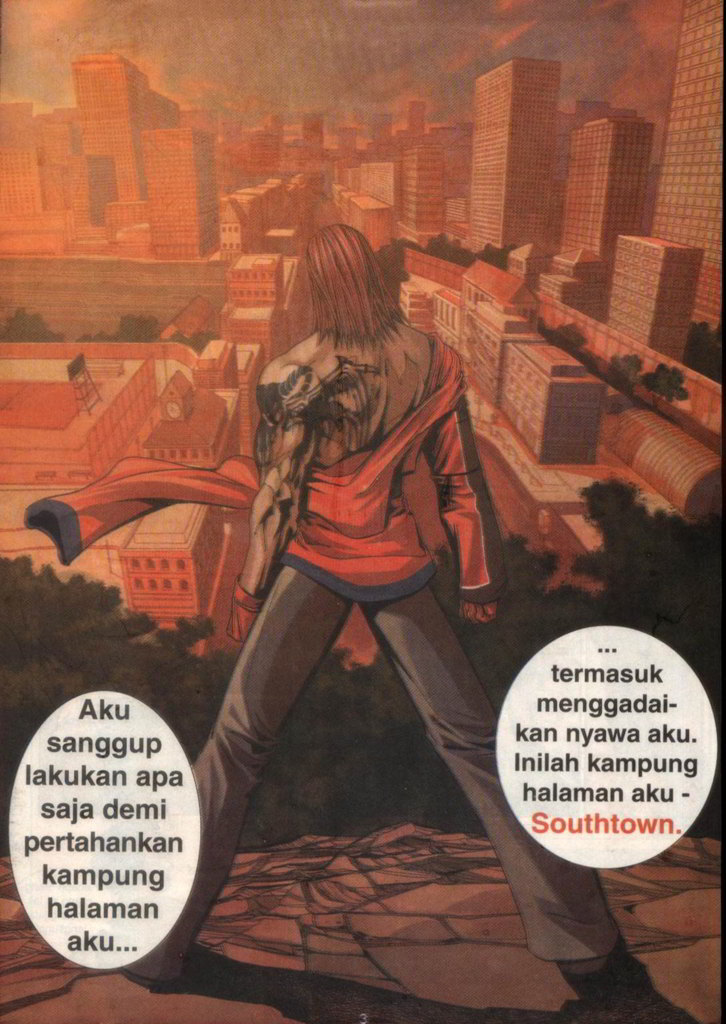 Aku
sanggup
lakukan apa
saja demi
pertahankan
kampung
halaman
aku...
...
termasuk
menggadai-
kan nyawa aku.
Inilah kampung
halaman aku -
Southtown.
3